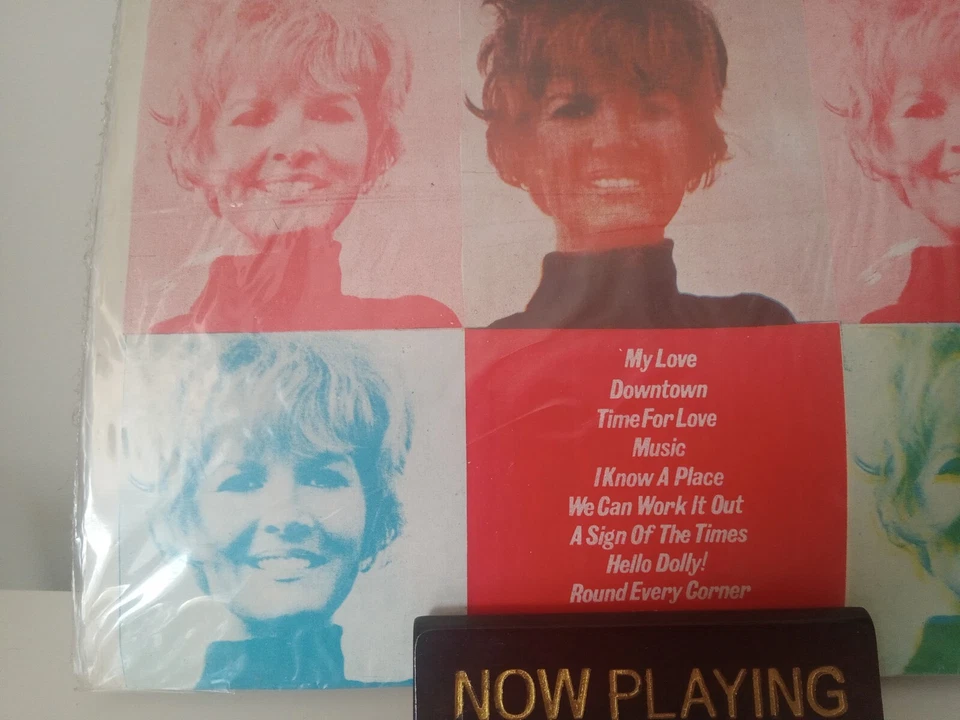 My Love
Downtown
Time For Love
Music
I Know A Place
We Can Work It Out
A Sign Of The Times
Hello Dolly!
Round Every Corner
NOW PLAYING